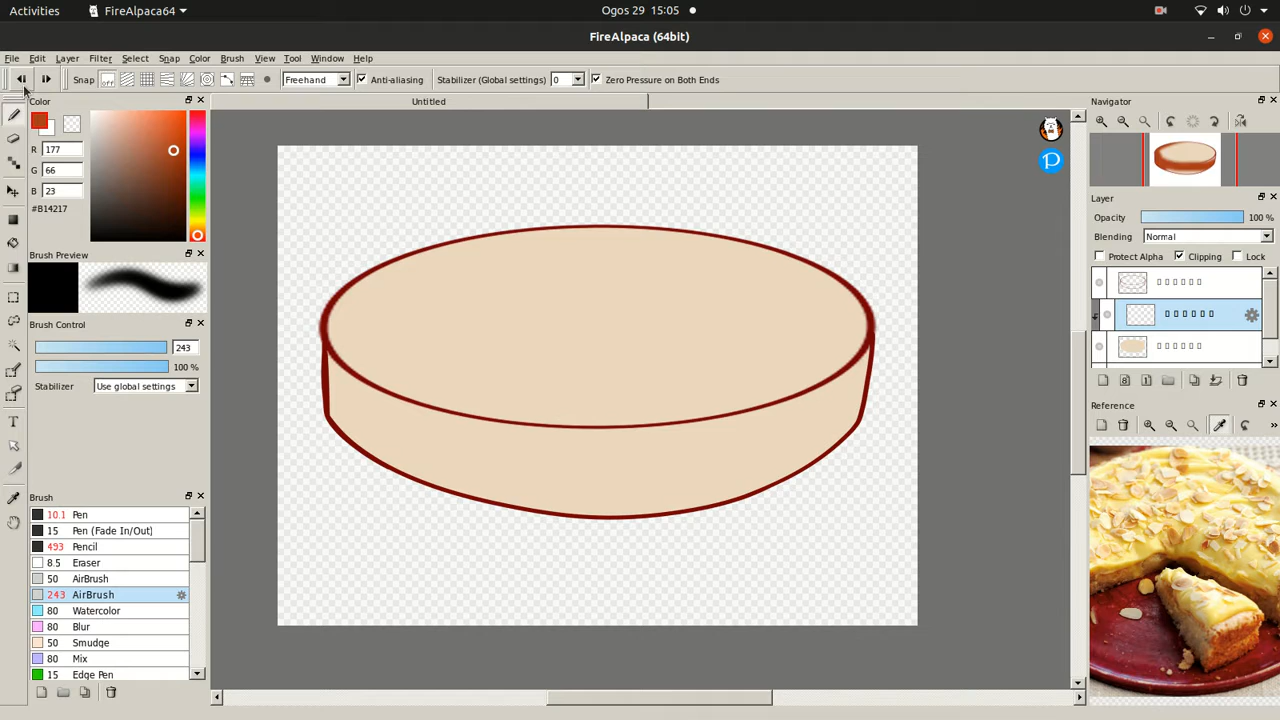 Activities
FireAlpaca64
Ogos 29 15:05
FireAlpaca (64bit)
File Edit Layer Filter Select Snap Color Brush View Tool Window Help
Snap off Freehand Anti-aliasing Stabilizer (Global settings) 0 Zero Pressure on Both Ends
Color
R 177
G 66
B 23
#B14217
Brush Preview
Brush Control
243
100 %
Stabilizer Use global settings
Brush
10.1 Pen
15 Pen (Fade In/Out)
493 Pencil
8.5 Eraser
50 AirBrush
243 AirBrush
80 Watercolor
80 Blur
50 Smudge
80 Mix
15 Edge Pen
Untitled
Navigator
Layer
Opacity 100 %
Blending Normal
Protect Alpha Clipping Lock
Reference